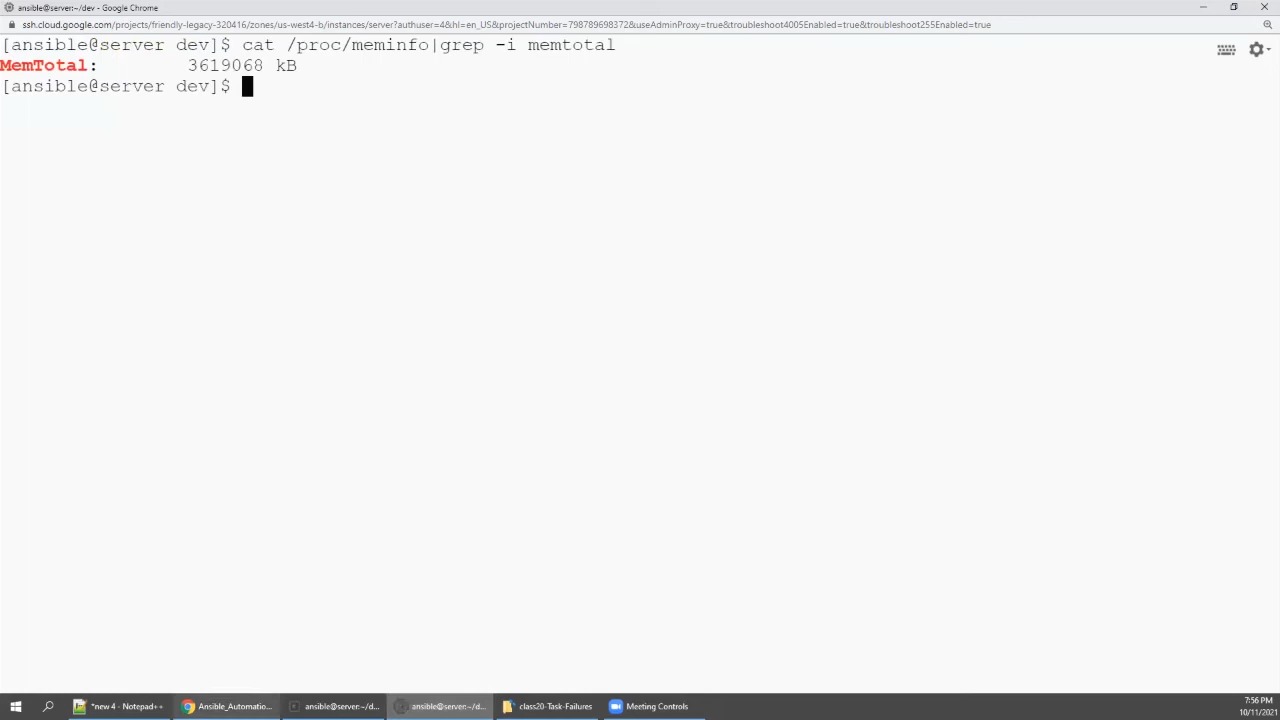 ansible@server:~/dev - Google Chrome
ssh.cloud.google.com/projects/friendly-legacy-320416/zones/us-west4-b/instances/server?authuser=4&hl=en_US&projectNumber=798789698372&useAdminProxy=true&troubleshoot4005Enabled=true&troubleshoot255Enabled=true
[ansible@server dev]$ cat /proc/meminfo|grep -i memtotal
MemTotal:        3619068 kB
[ansible@server dev]$
*new 4 - Notepad++
Ansible_Automatio...
ansible@server:~/d...
ansible@server:~/d...
class20-Task-Failures
Meeting Controls
7:56 PM
10/11/2021